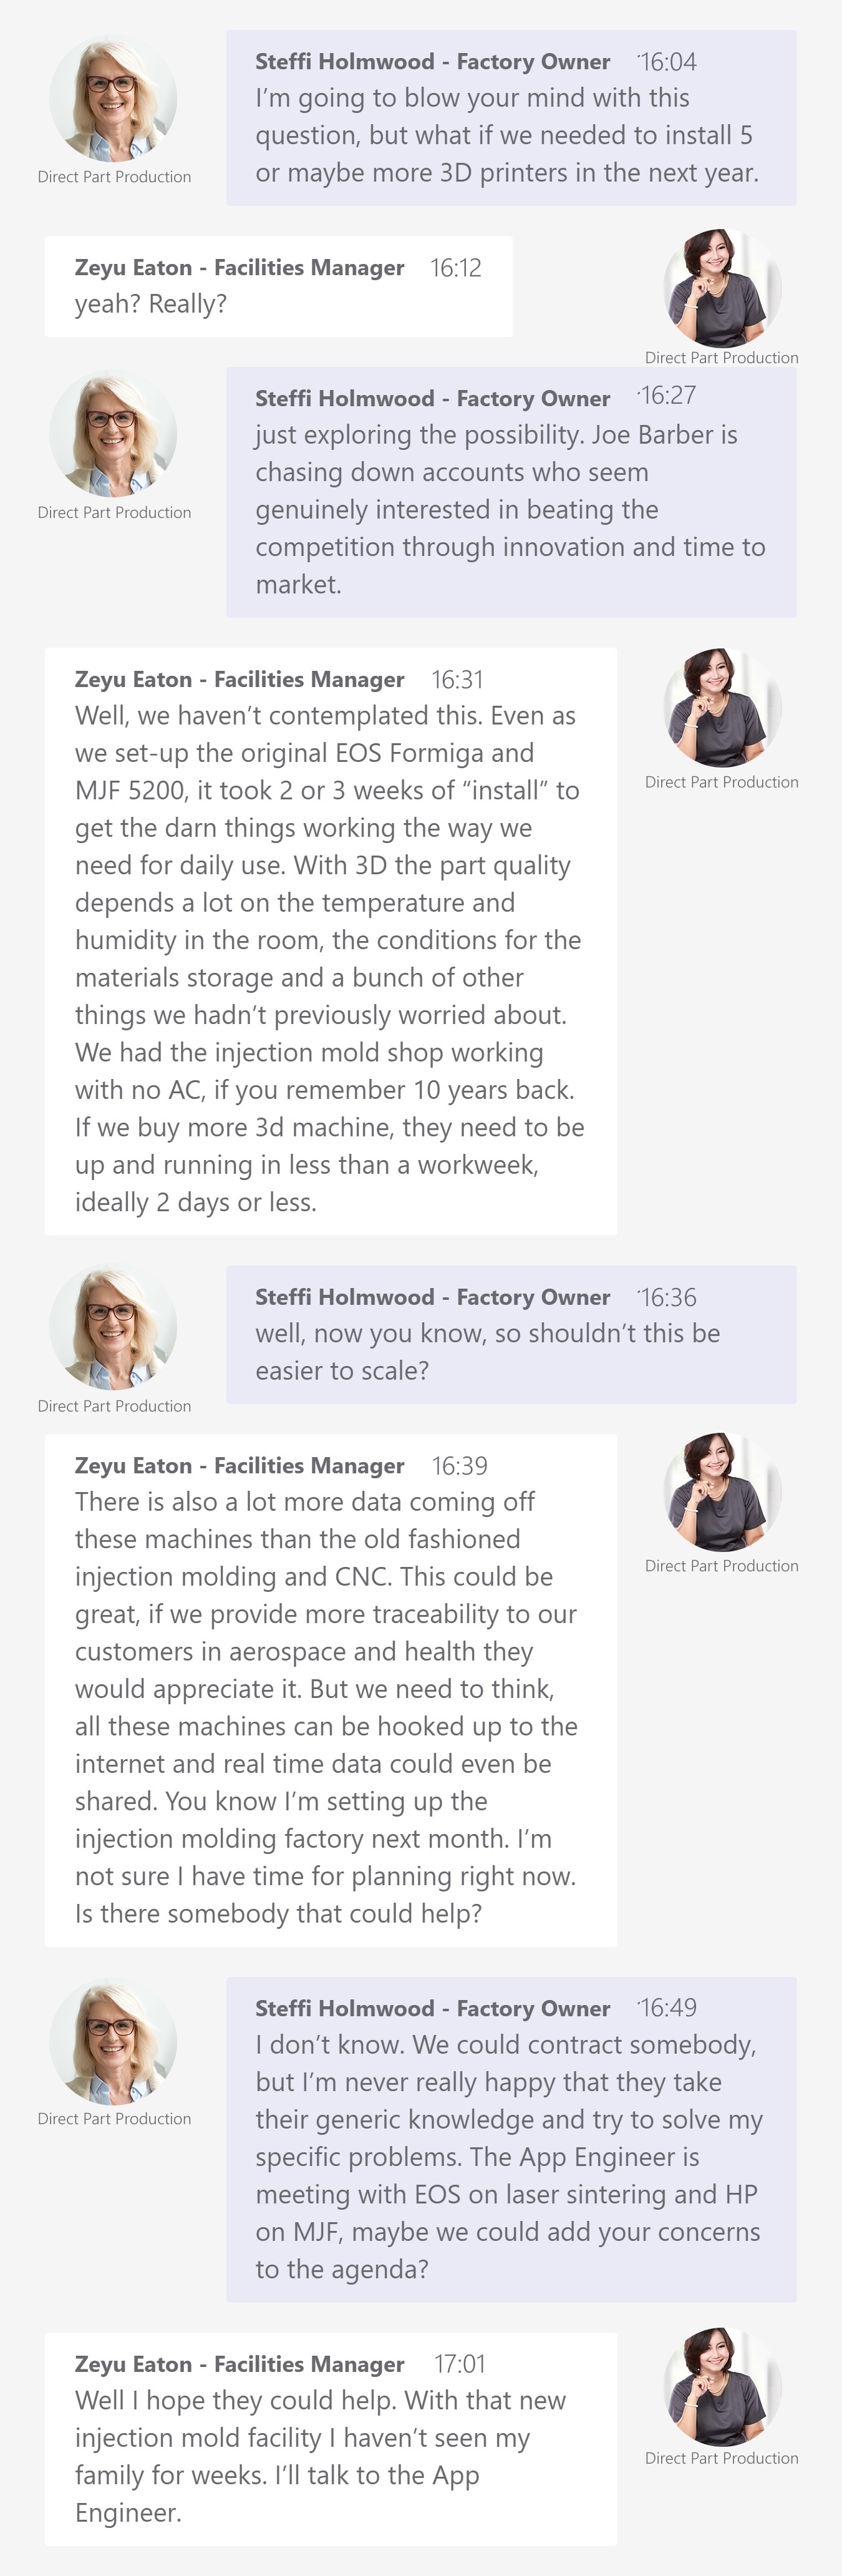 Steffi Holmwood - Factory Owner 16:04
I'm going to blow your mind with this
question, but what if we needed to install 5
or maybe more 3D printers in the next year.
Direct Part Production
Zeyu Eaton - Facilities Manager 16:12
yeah? Really?
Direct Part Production
Steffi Holmwood - Factory Owner 16:27
just exploring the possibility. Joe Barber is
chasing down accounts who seem
genuinely interested in beating the
competition through innovation and time to
market.
Direct Part Production
Zeyu Eaton - Facilities Manager 16:31
Well, we haven't contemplated this. Even as
we set-up the original EOS Formiga and
MJF 5200, it took 2 or 3 weeks of “install” to
get the darn things working the way we
need for daily use. With 3D the part quality
depends a lot on the temperature and
humidity in the room, the conditions for the
materials storage and a bunch of other
things we hadn't previously worried about.
We had the injection mold shop working
with no AC, if you remember 10 years back.
If we buy more 3d machine, they need to be
up and running in less than a workweek,
ideally 2 days or less.
Direct Part Production
Steffi Holmwood - Factory Owner 16:36
well, now you know, so shouldn't this be
easier to scale?
Direct Part Production
Zeyu Eaton - Facilities Manager 16:39
There is also a lot more data coming off
these machines than the old fashioned
injection molding and CNC. This could be
great, if we provide more traceability to our
customers in aerospace and health they
would appreciate it. But we need to think,
all these machines can be hooked up to the
internet and real time data could even be
shared. You know I'm setting up the
injection molding factory next month. I'm
not sure I have time for planning right now.
Is there somebody that could help?
Direct Part Production
Steffi Holmwood - Factory Owner 16:49
I don't know. We could contract somebody,
but I'm never really happy that they take
their generic knowledge and try to solve my
specific problems. The App Engineer is
meeting with EOS on laser sintering and HP
on MJF, maybe we could add your concerns
to the agenda?
Direct Part Production
Zeyu Eaton - Facilities Manager 17:01
Well I hope they could help. With that new
injection mold facility I haven't seen my
family for weeks. I'll talk to the App
Engineer.
Direct Part Production